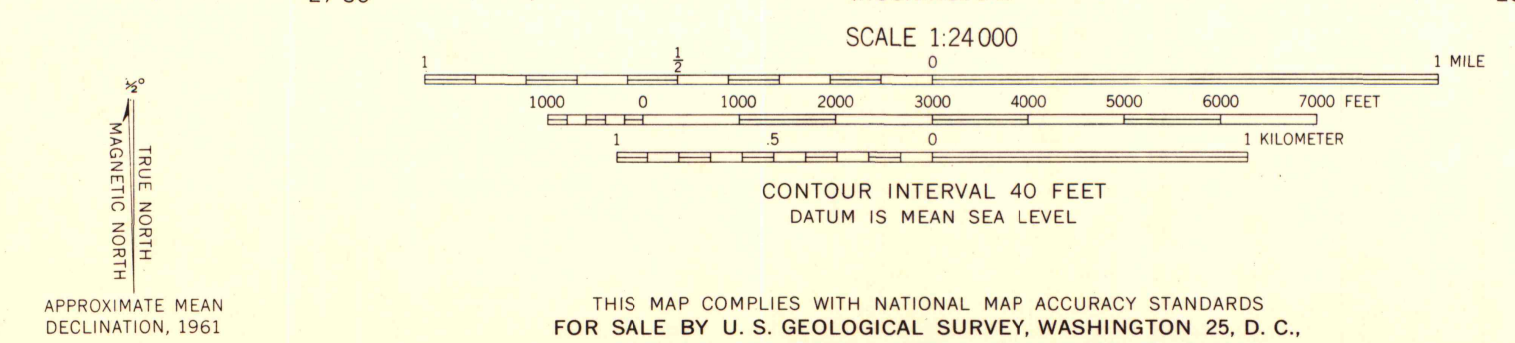 SCALE 1:24 000
1 1/2 0 1 MILE
1000 0 1000 2000 3000 4000 5000 6000 7000 FEET
1 .5 0 1 KILOMETER
CONTOUR INTERVAL 40 FEET
DATUM IS MEAN SEA LEVEL
½°
TRUE NORTH
MAGNETIC NORTH
APPROXIMATE MEAN
DECLINATION, 1961
THIS MAP COMPLIES WITH NATIONAL MAP ACCURACY STANDARDS
FOR SALE BY U. S. GEOLOGICAL SURVEY, WASHINGTON 25, D. C.,